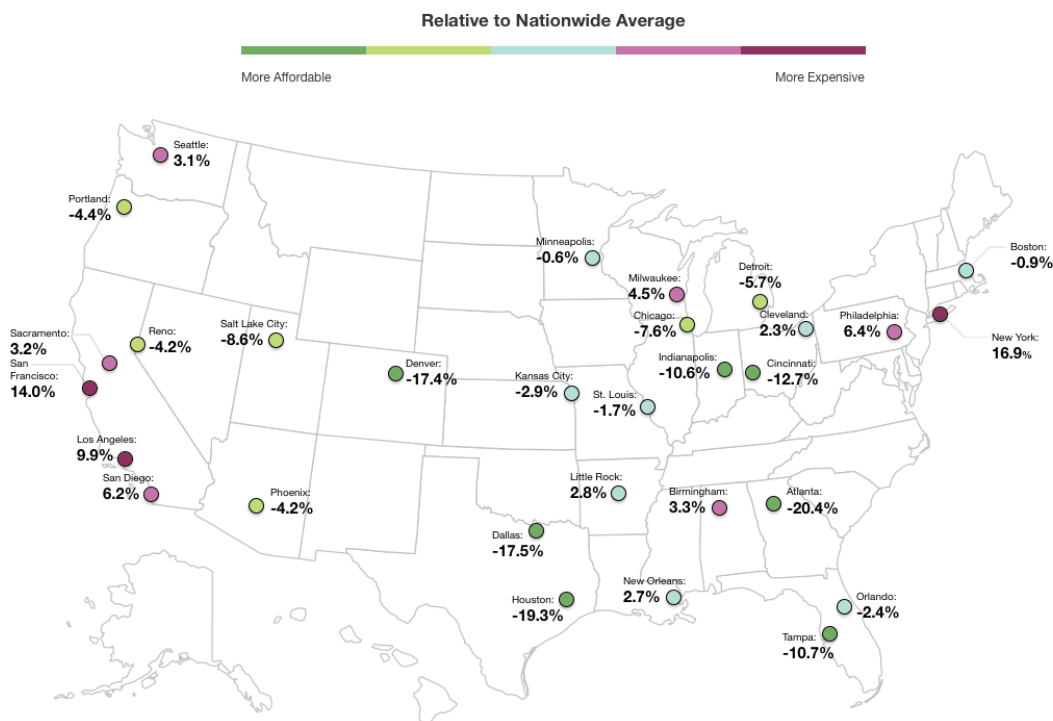 Relative to Nationwide Average
More Affordable
More Expensive
Seattle:
3.1%
Portland:
-4.4%
Minneapolis:
-0.6%
Boston:
-0.9%
Detroit:
-5.7%
Milwaukee:
4.5%
Chicago:
-7.6%
Cleveland:
2.3%
Philadelphia:
6.4%
New York:
16.9%
Sacramento:
3.2%
San
Francisco:
14.0%
Reno:
-4.2%
Salt Lake City:
-8.6%
Denver:
-17.4%
Kansas City:
-2.9%
St. Louis:
-1.7%
Indianapolis:
-10.6%
Cincinnati:
-12.7%
Los Angeles:
9.9%
San Diego:
6.2%
Phoenix:
-4.2%
Little Rock:
2.8%
Birmingham:
3.3%
Atlanta:
-20.4%
Dallas:
-17.5%
Houston:
-19.3%
New Orleans:
2.7%
Orlando:
-2.4%
Tampa:
-10.7%